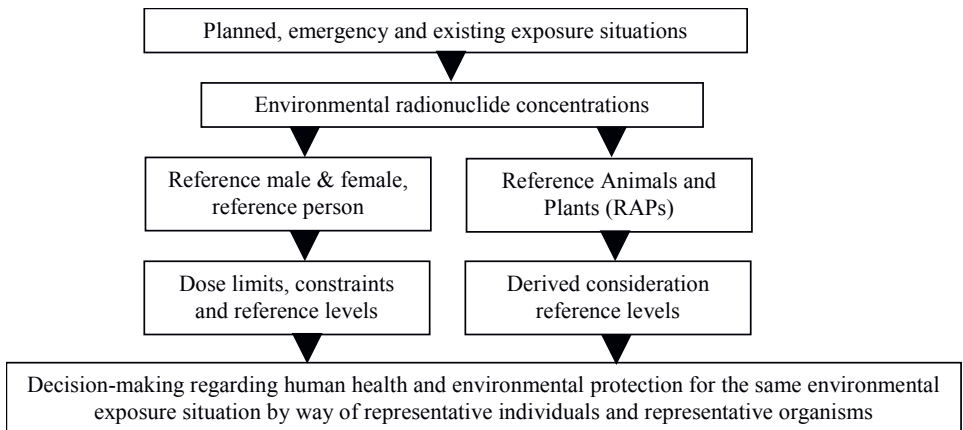 Planned, emergency and existing exposure situations
Environmental radionuclide concentrations
Reference male & female,
reference person
Reference Animals and
Plants (RAPs)
Dose limits, constraints
and reference levels
Derived consideration
reference levels
Decision-making regarding human health and environmental protection for the same environmental
exposure situation by way of representative individuals and representative organisms